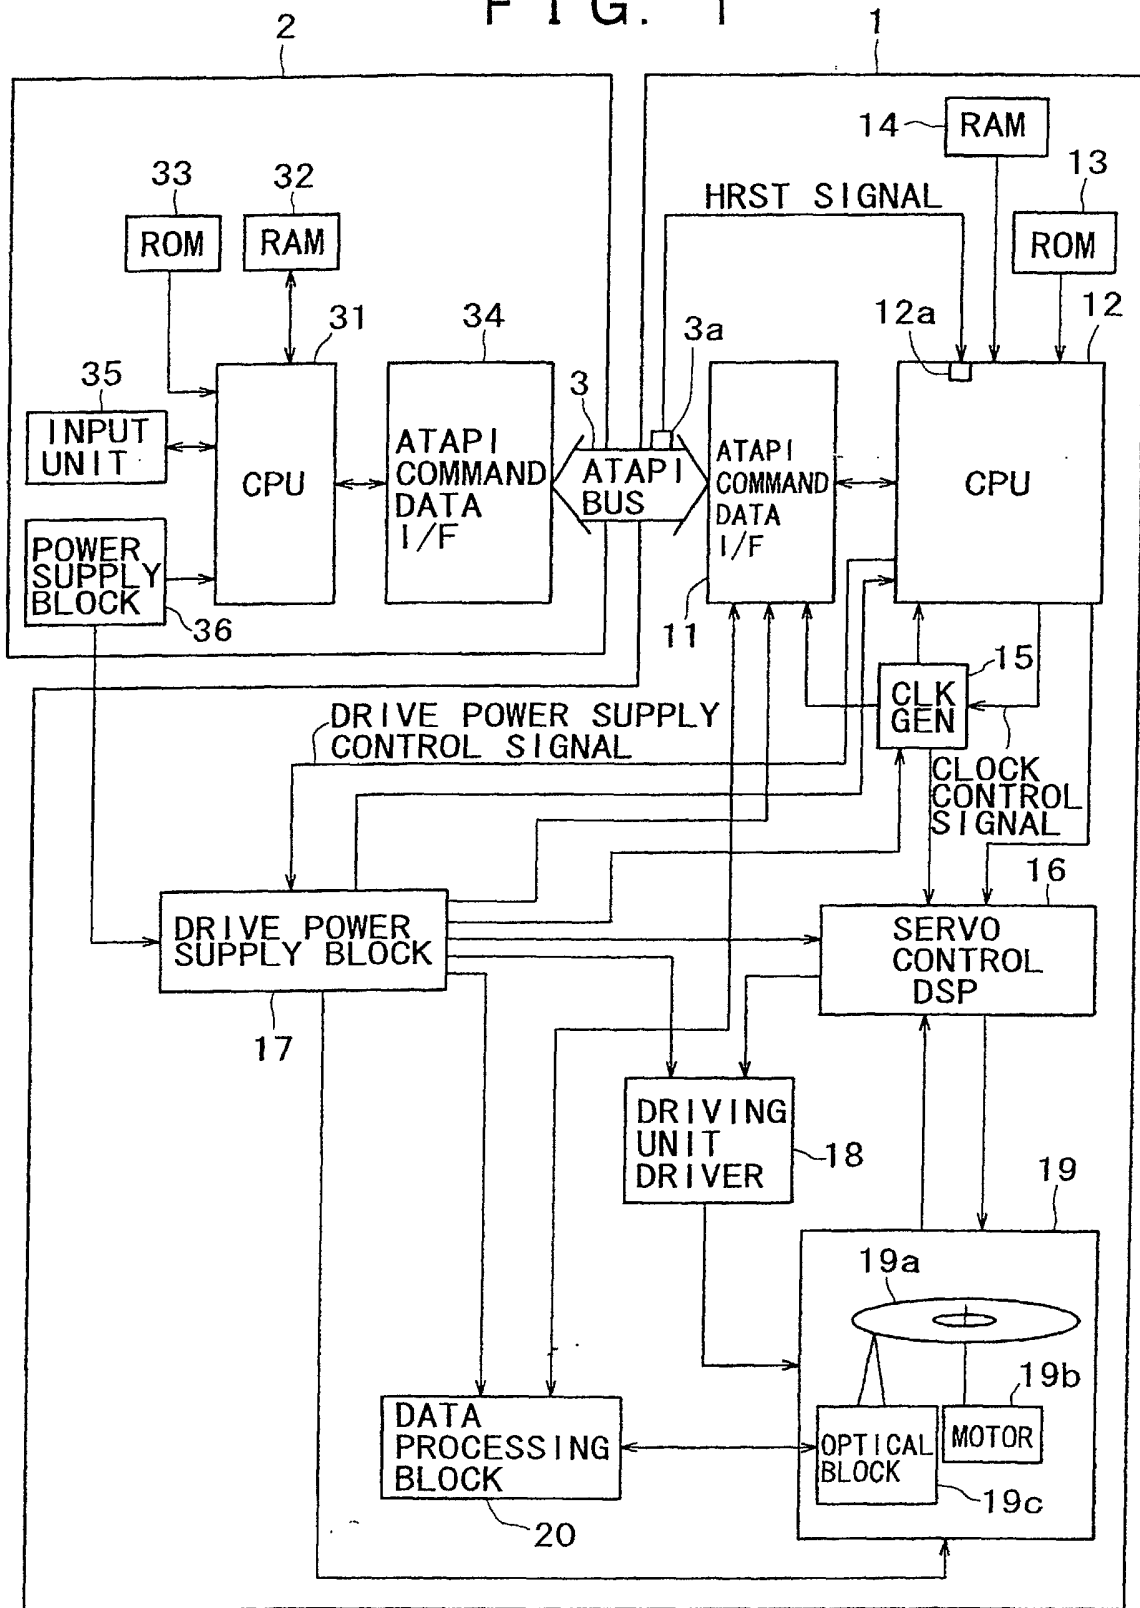 FIG. 1
2
1
14
RAM
33
32
13
HRST SIGNAL
ROM
RAM
ROM
31
34
3a
12a
12
35
3
INPUT
UNIT
CPU
ATAPI
COMMAND
DATA
I/F
ATAPI
BUS
ATAPI
COMMAND
DATA
I/F
CPU
POWER
SUPPLY
BLOCK
36
11
15
CLK
GEN
DRIVE POWER SUPPLY
CONTROL SIGNAL
CLOCK
CONTROL
SIGNAL
16
DRIVE POWER
SUPPLY BLOCK
SERVO
CONTROL
DSP
17
DRIVING
UNIT
DRIVER
18
19
19a
19b
DATA
PROCESSING
BLOCK
OPTICAL
BLOCK
MOTOR
19c
20